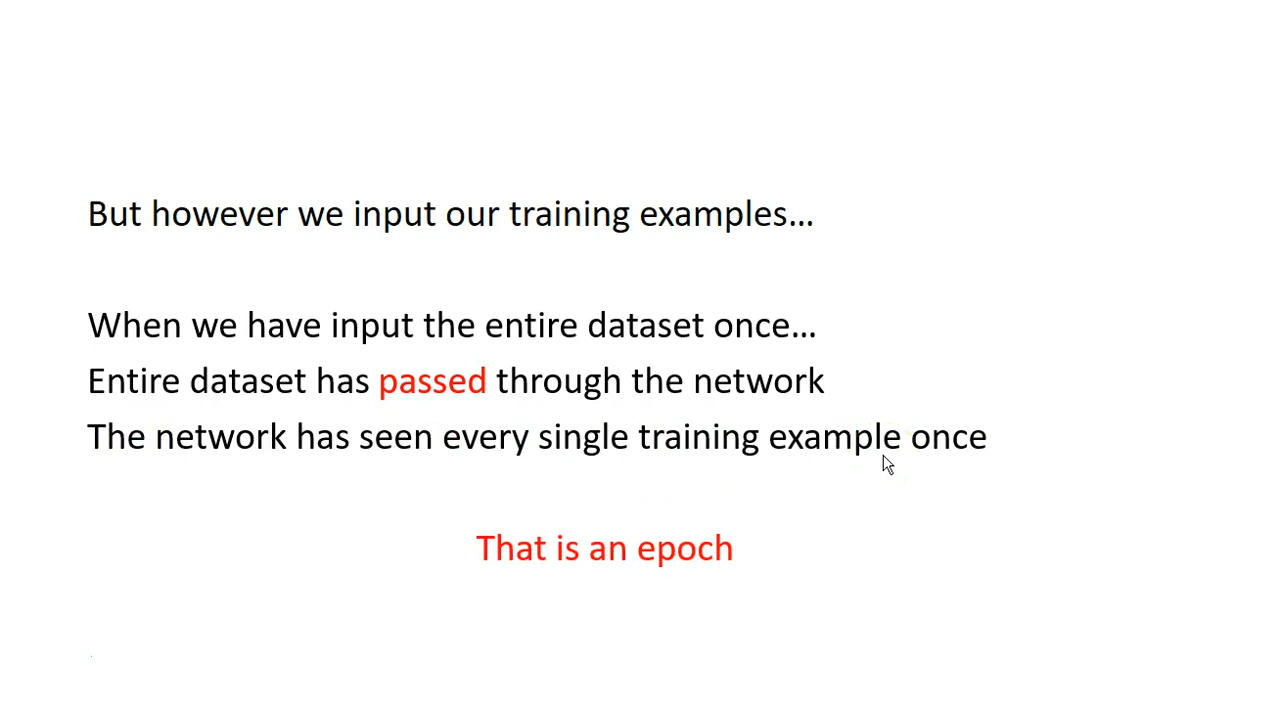 But however we input our training examples…
When we have input the entire dataset once…
Entire dataset has passed through the network
The network has seen every single training example once
That is an epoch